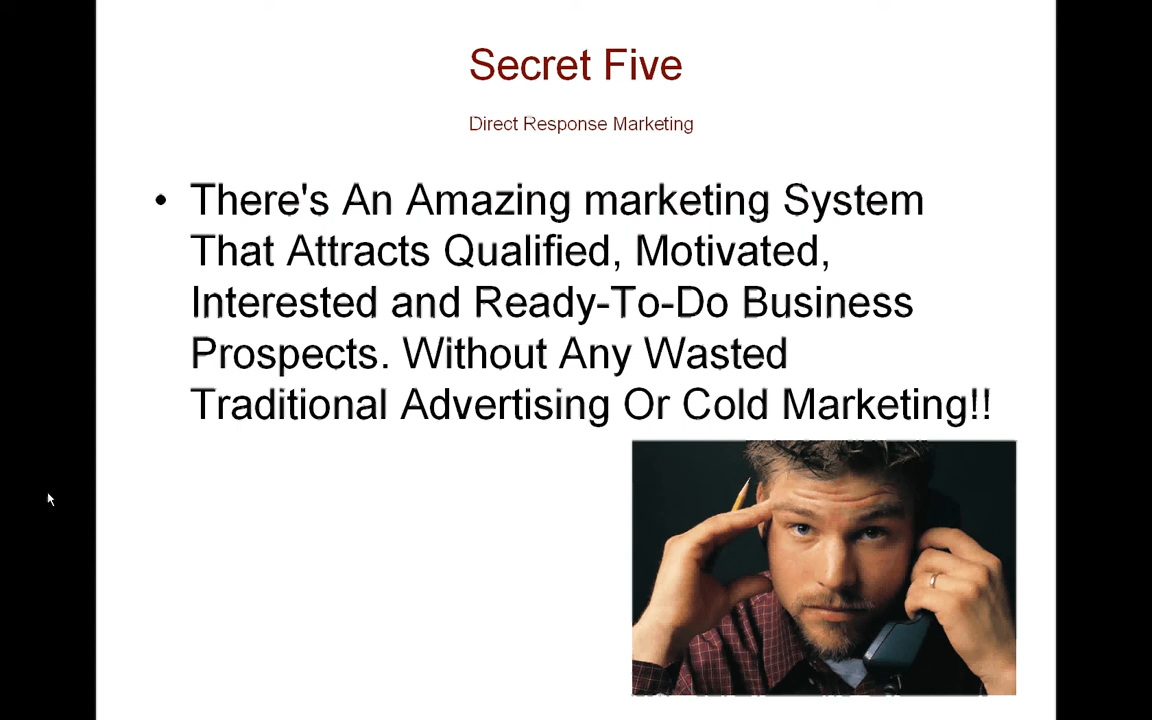 Secret Five
Direct Response Marketing
• There's An Amazing marketing System
That Attracts Qualified, Motivated,
Interested and Ready-To-Do Business
Prospects. Without Any Wasted
Traditional Advertising Or Cold Marketing!!